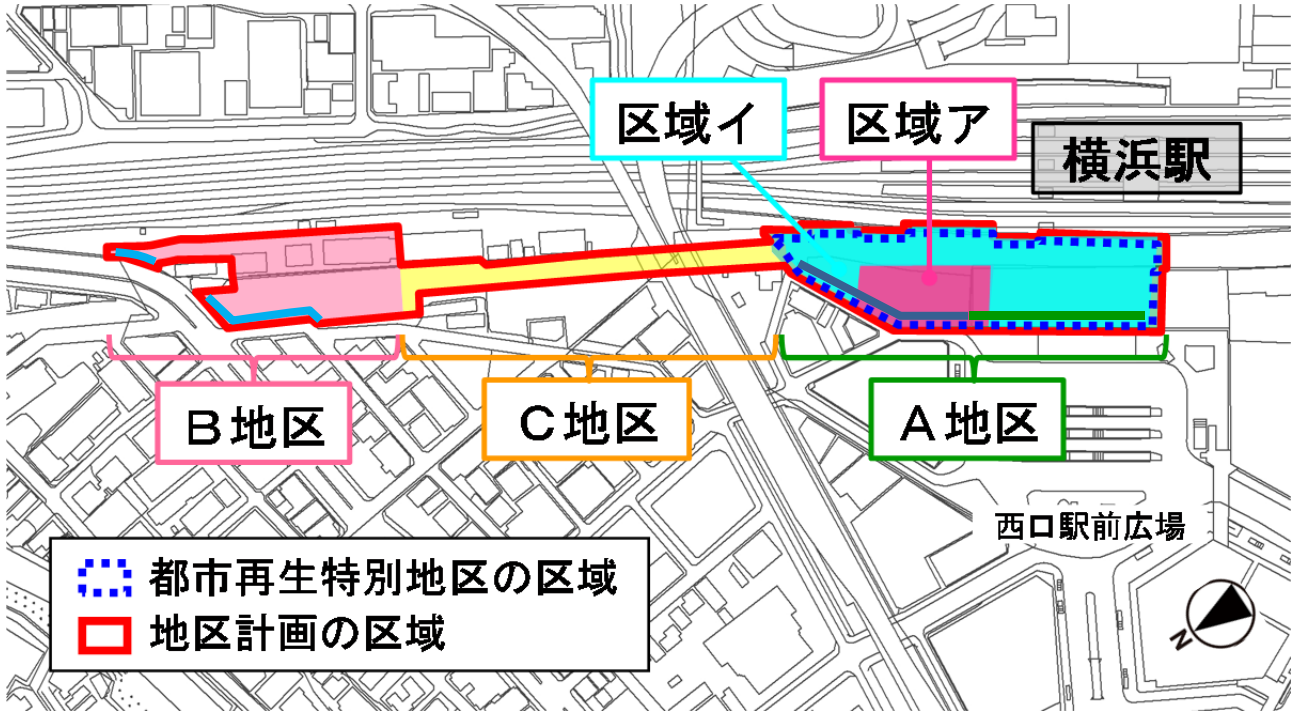 区域イ
区域ア
横浜駅
B地区
C地区
A地区
西口駅前広場
都市再生特別地区の区域
地区計画の区域
N